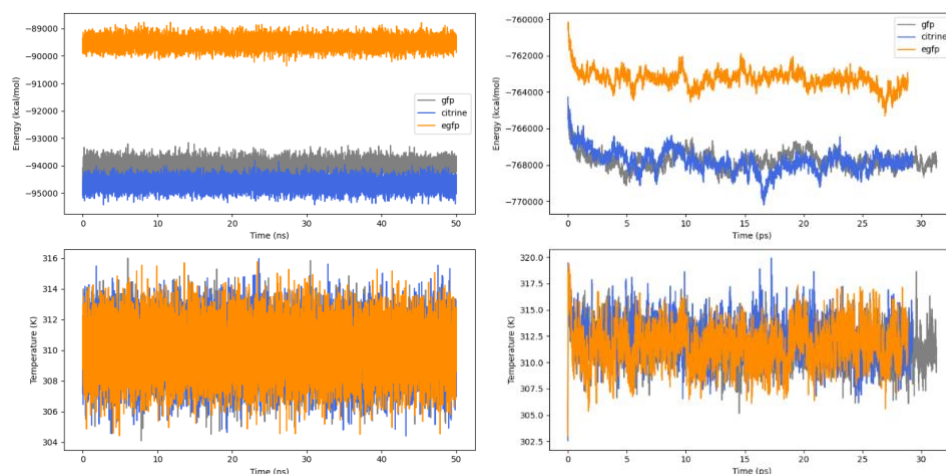 Energy (kcal/mol)
−89000
−90000
−91000
−92000
−93000
−94000
−95000
gfp
citrine
egfp
0 10 20 30 40 50
Time (ns)
Energy (kcal/mol)
−760000
−762000
−764000
−766000
−768000
−770000
gfp
citrine
egfp
0 5 10 15 20 25 30
Time (ps)
Temperature (K)
316
314
312
310
308
306
304
0 10 20 30 40 50
Time (ns)
Temperature (K)
320.0
317.5
315.0
312.5
310.0
307.5
305.0
302.5
0 5 10 15 20 25 30
Time (ps)